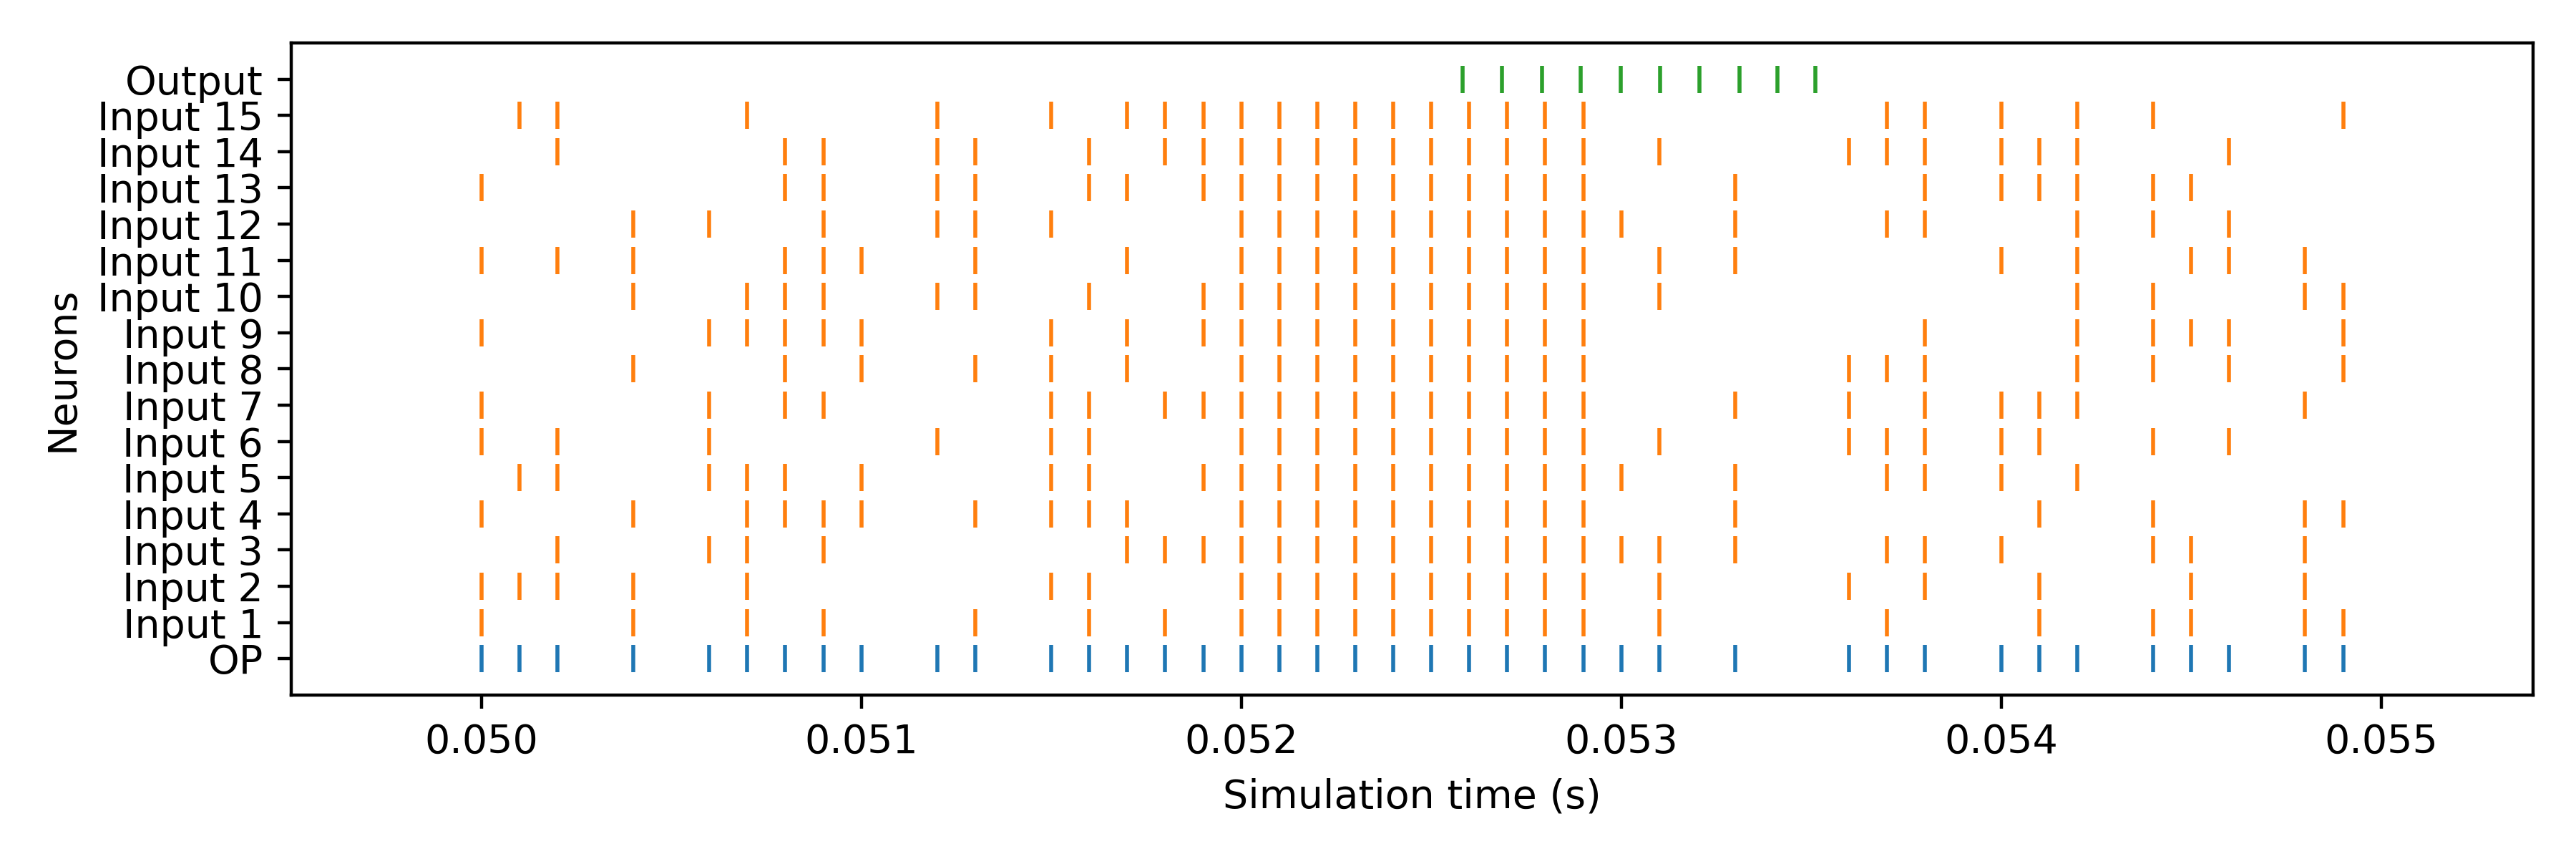 Output
Input 15
Input 14
Input 13
Input 12
Input 11
Input 10
Input 9
Input 8
Input 7
Input 6
Input 5
Input 4
Input 3
Input 2
Input 1
OP
Neurons
0.050 0.051 0.052 0.053 0.054 0.055
Simulation time (s)